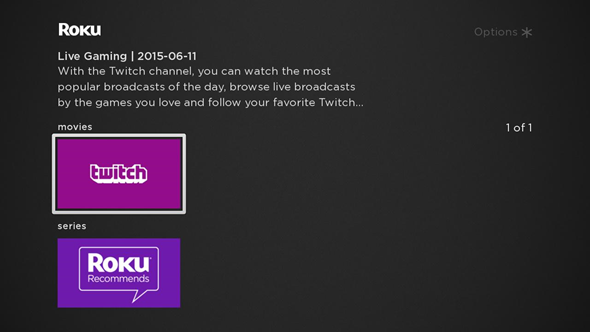 Roku
Options
Live Gaming | 2015-06-11
With the Twitch channel, you can watch the most
popular broadcasts of the day, browse live broadcasts
by the games you love and follow your favorite Twitch...
movies
1 of 1
twitch
series
Roku
Recommends